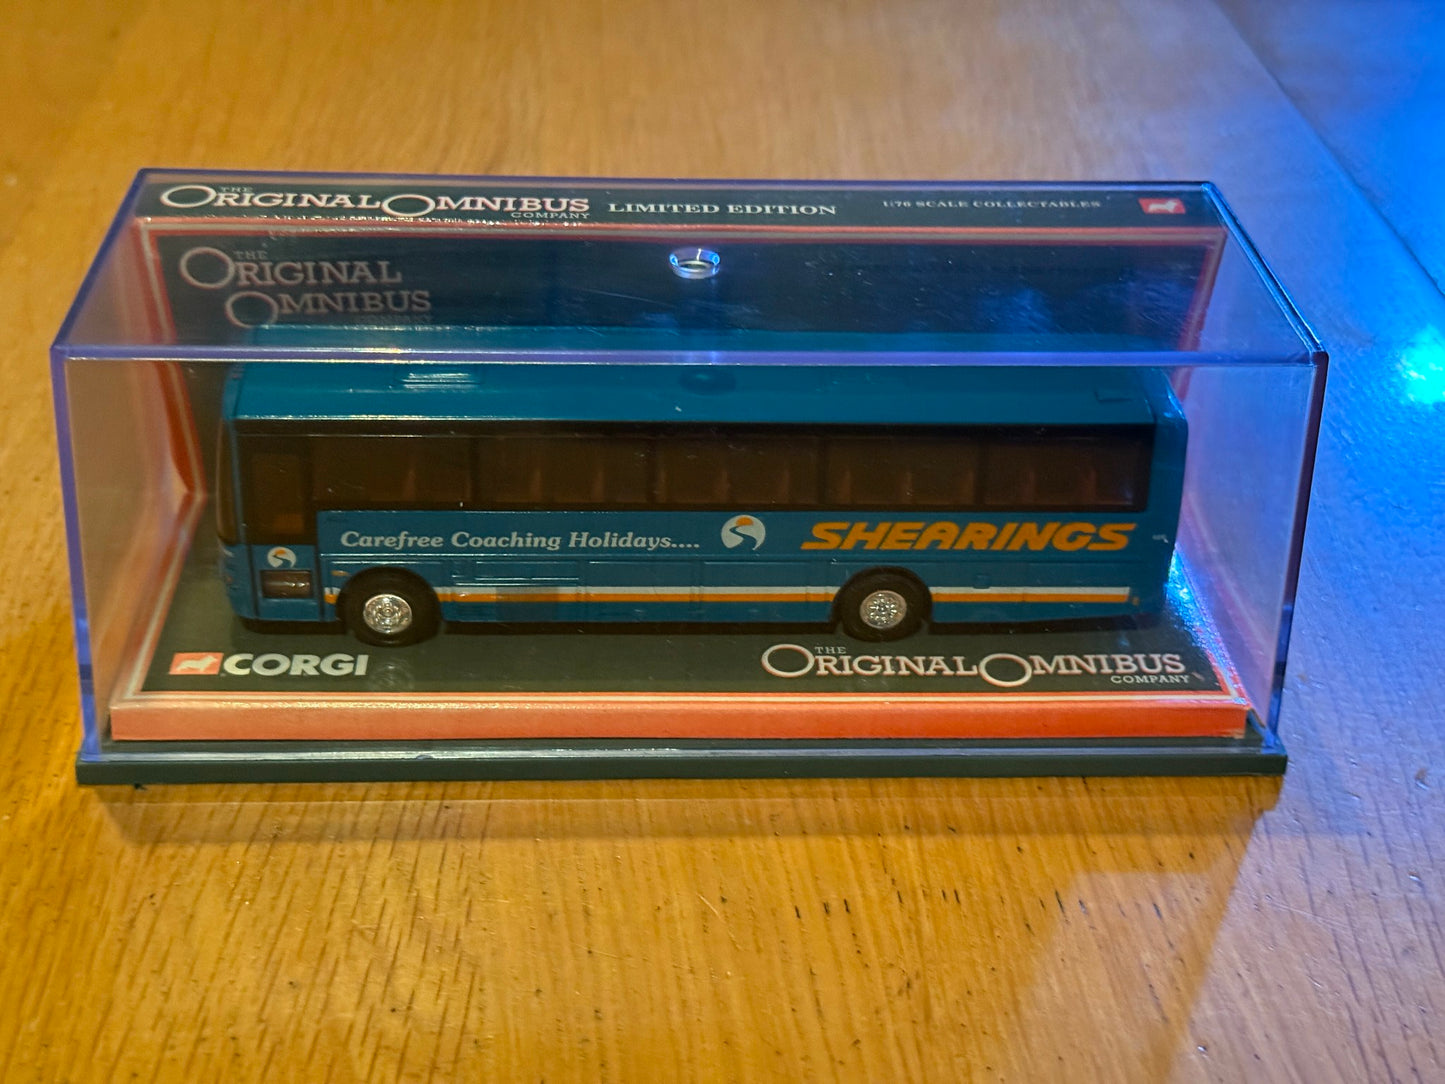 THE
ORIGINAL OMNIBUS
COMPANY
LIMITED EDITION
1:76 SCALE COLLECTABLES
THE
ORIGINAL
OMNIBUS
COMPANY
Carefree Coaching Holidays....
SHEARINGS
CORGI
THE
ORIGINAL OMNIBUS
COMPANY